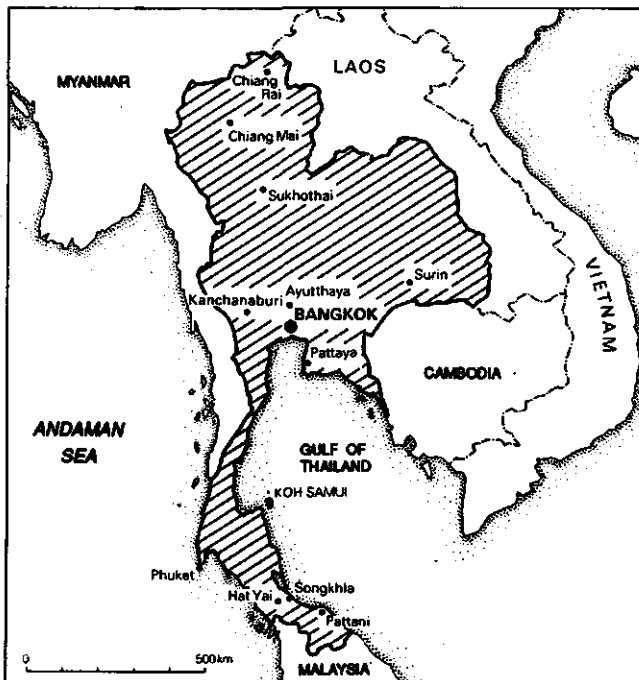 MYANMAR
LAOS
Chiang
Rai
Chiang Mai
Sukhothai
Surin
Ayutthaya
Kanchanaburi
BANGKOK
Pattaya
VIETNAM
CAMBODIA
ANDAMAN
SEA
GULF OF
THAILAND
KOH SAMUI
Phuket
Hat Yai
Songkhla
Pattani
0
500km
MALAYSIA